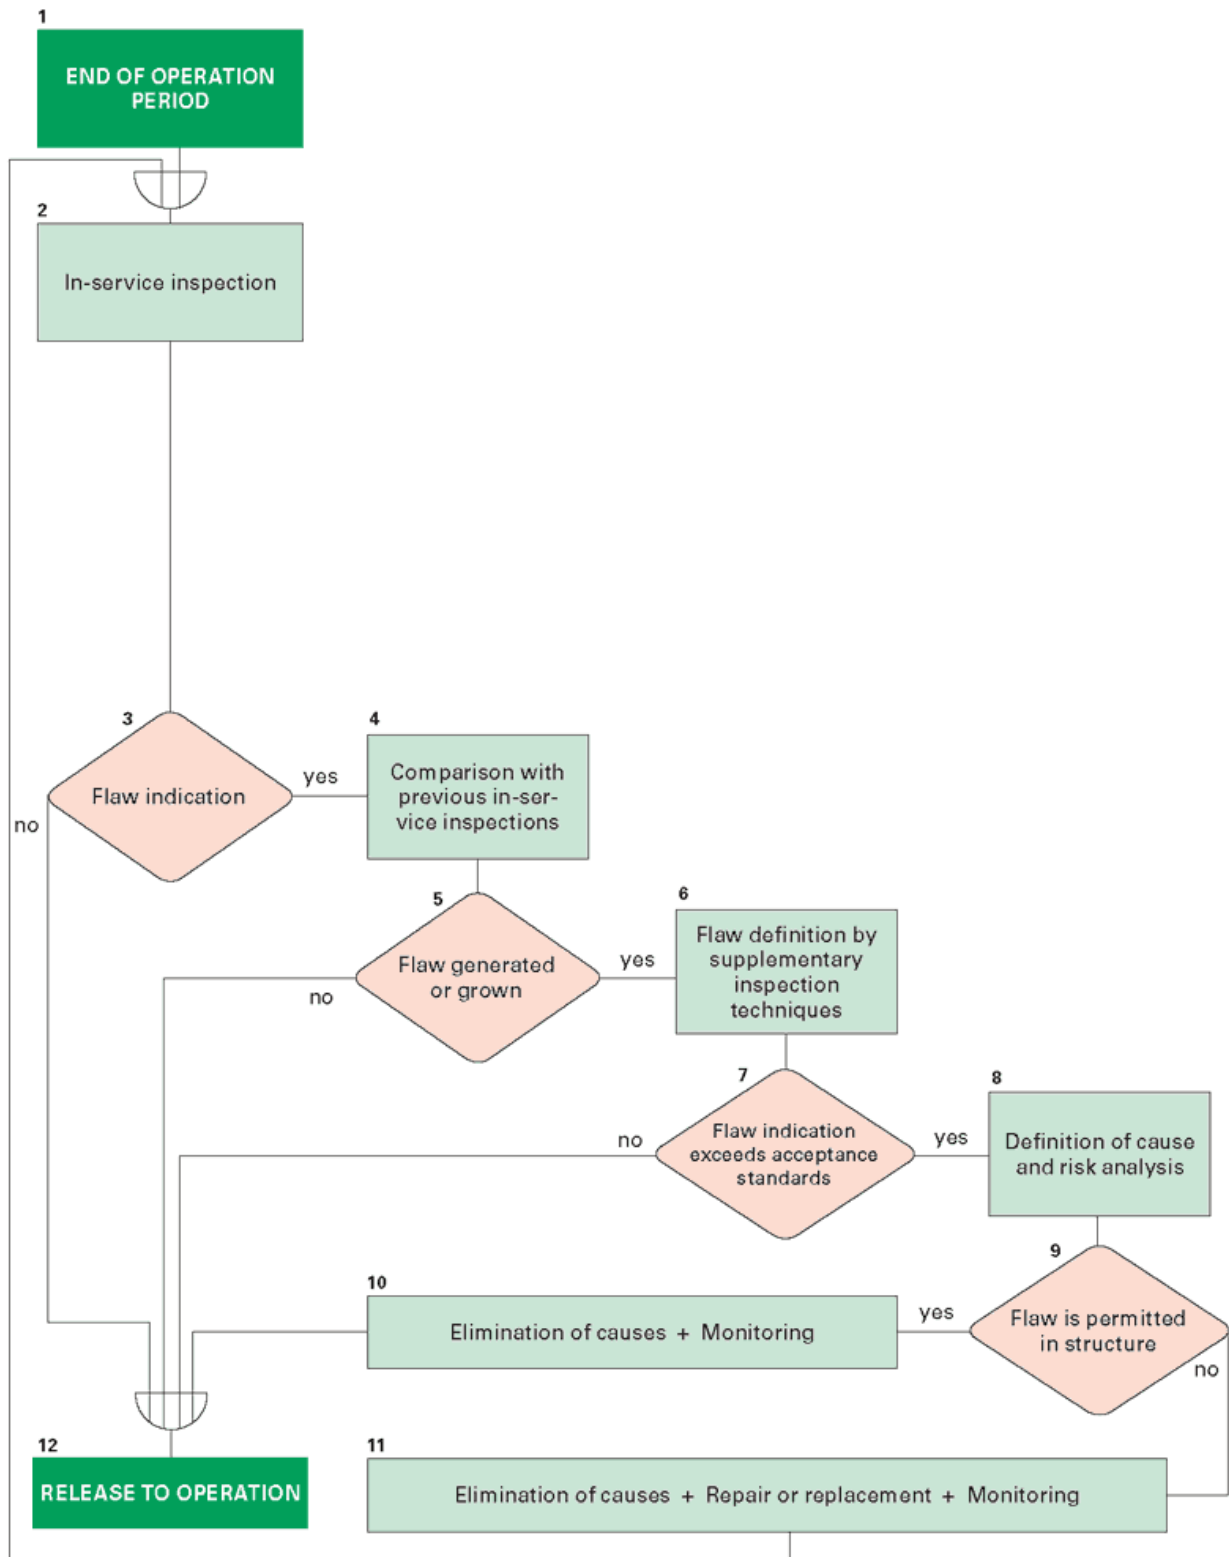 1
END OF OPERATION
PERIOD
2
In-service inspection
3
Flaw indication
yes
no
4
Comparison with
previous in-ser-
vice inspections
5
Flaw generated
or grown
yes
no
6
Flaw definition by
supplementary
inspection
techniques
7
Flaw indication
exceeds acceptance
standards
no
yes
8
Definition of cause
and risk analysis
9
Flaw is permitted
in structure
yes
no
10
Elimination of causes + Monitoring
11
Elimination of causes + Repair or replacement + Monitoring
12
RELEASE TO OPERATION